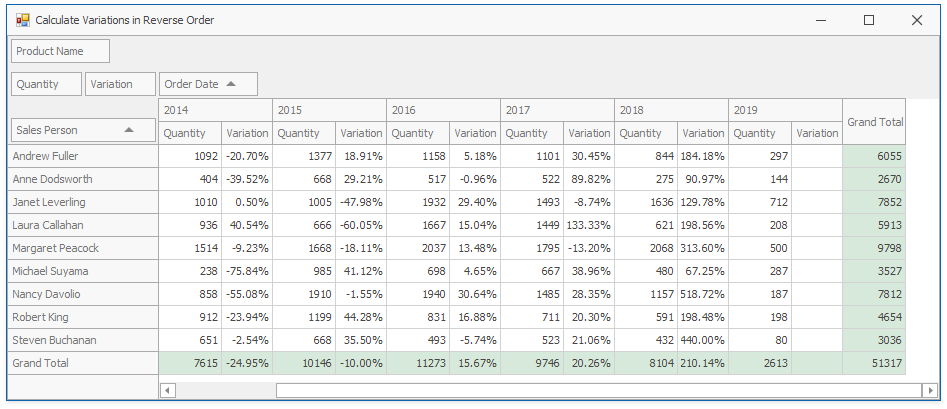 Calculate Variations in Reverse Order
Product Name
Quantity Variation Order Date
2014 2015 2016 2017 2018 2019 Grand Total
Sales Person Quantity Variation Quantity Variation Quantity Variation Quantity Variation Quantity Variation Quantity Variation
Andrew Fuller 1092 -20.70% 1377 18.91% 1158 5.18% 1101 30.45% 844 184.18% 297 6055
Anne Dodsworth 404 -39.52% 668 29.21% 517 -0.96% 522 89.82% 275 90.97% 144 2670
Janet Leverling 1010 0.50% 1005 -47.98% 1932 29.40% 1493 -8.74% 1636 129.78% 712 7852
Laura Callahan 936 40.54% 666 -60.05% 1667 15.04% 1449 133.33% 621 198.56% 208 5913
Margaret Peacock 1514 -9.23% 1668 -18.11% 2037 13.48% 1795 -13.20% 2068 313.60% 500 9798
Michael Suyama 238 -75.84% 985 41.12% 698 4.65% 667 38.96% 480 67.25% 287 3527
Nancy Davolio 858 -55.08% 1910 -1.55% 1940 30.64% 1485 28.35% 1157 518.72% 187 7812
Robert King 912 -23.94% 1199 44.28% 831 16.88% 711 20.30% 591 198.48% 198 4654
Steven Buchanan 651 -2.54% 668 35.50% 493 -5.74% 523 21.06% 432 440.00% 80 3036
Grand Total 7615 -24.95% 10146 -10.00% 11273 15.67% 9746 20.26% 8104 210.14% 2613 51317